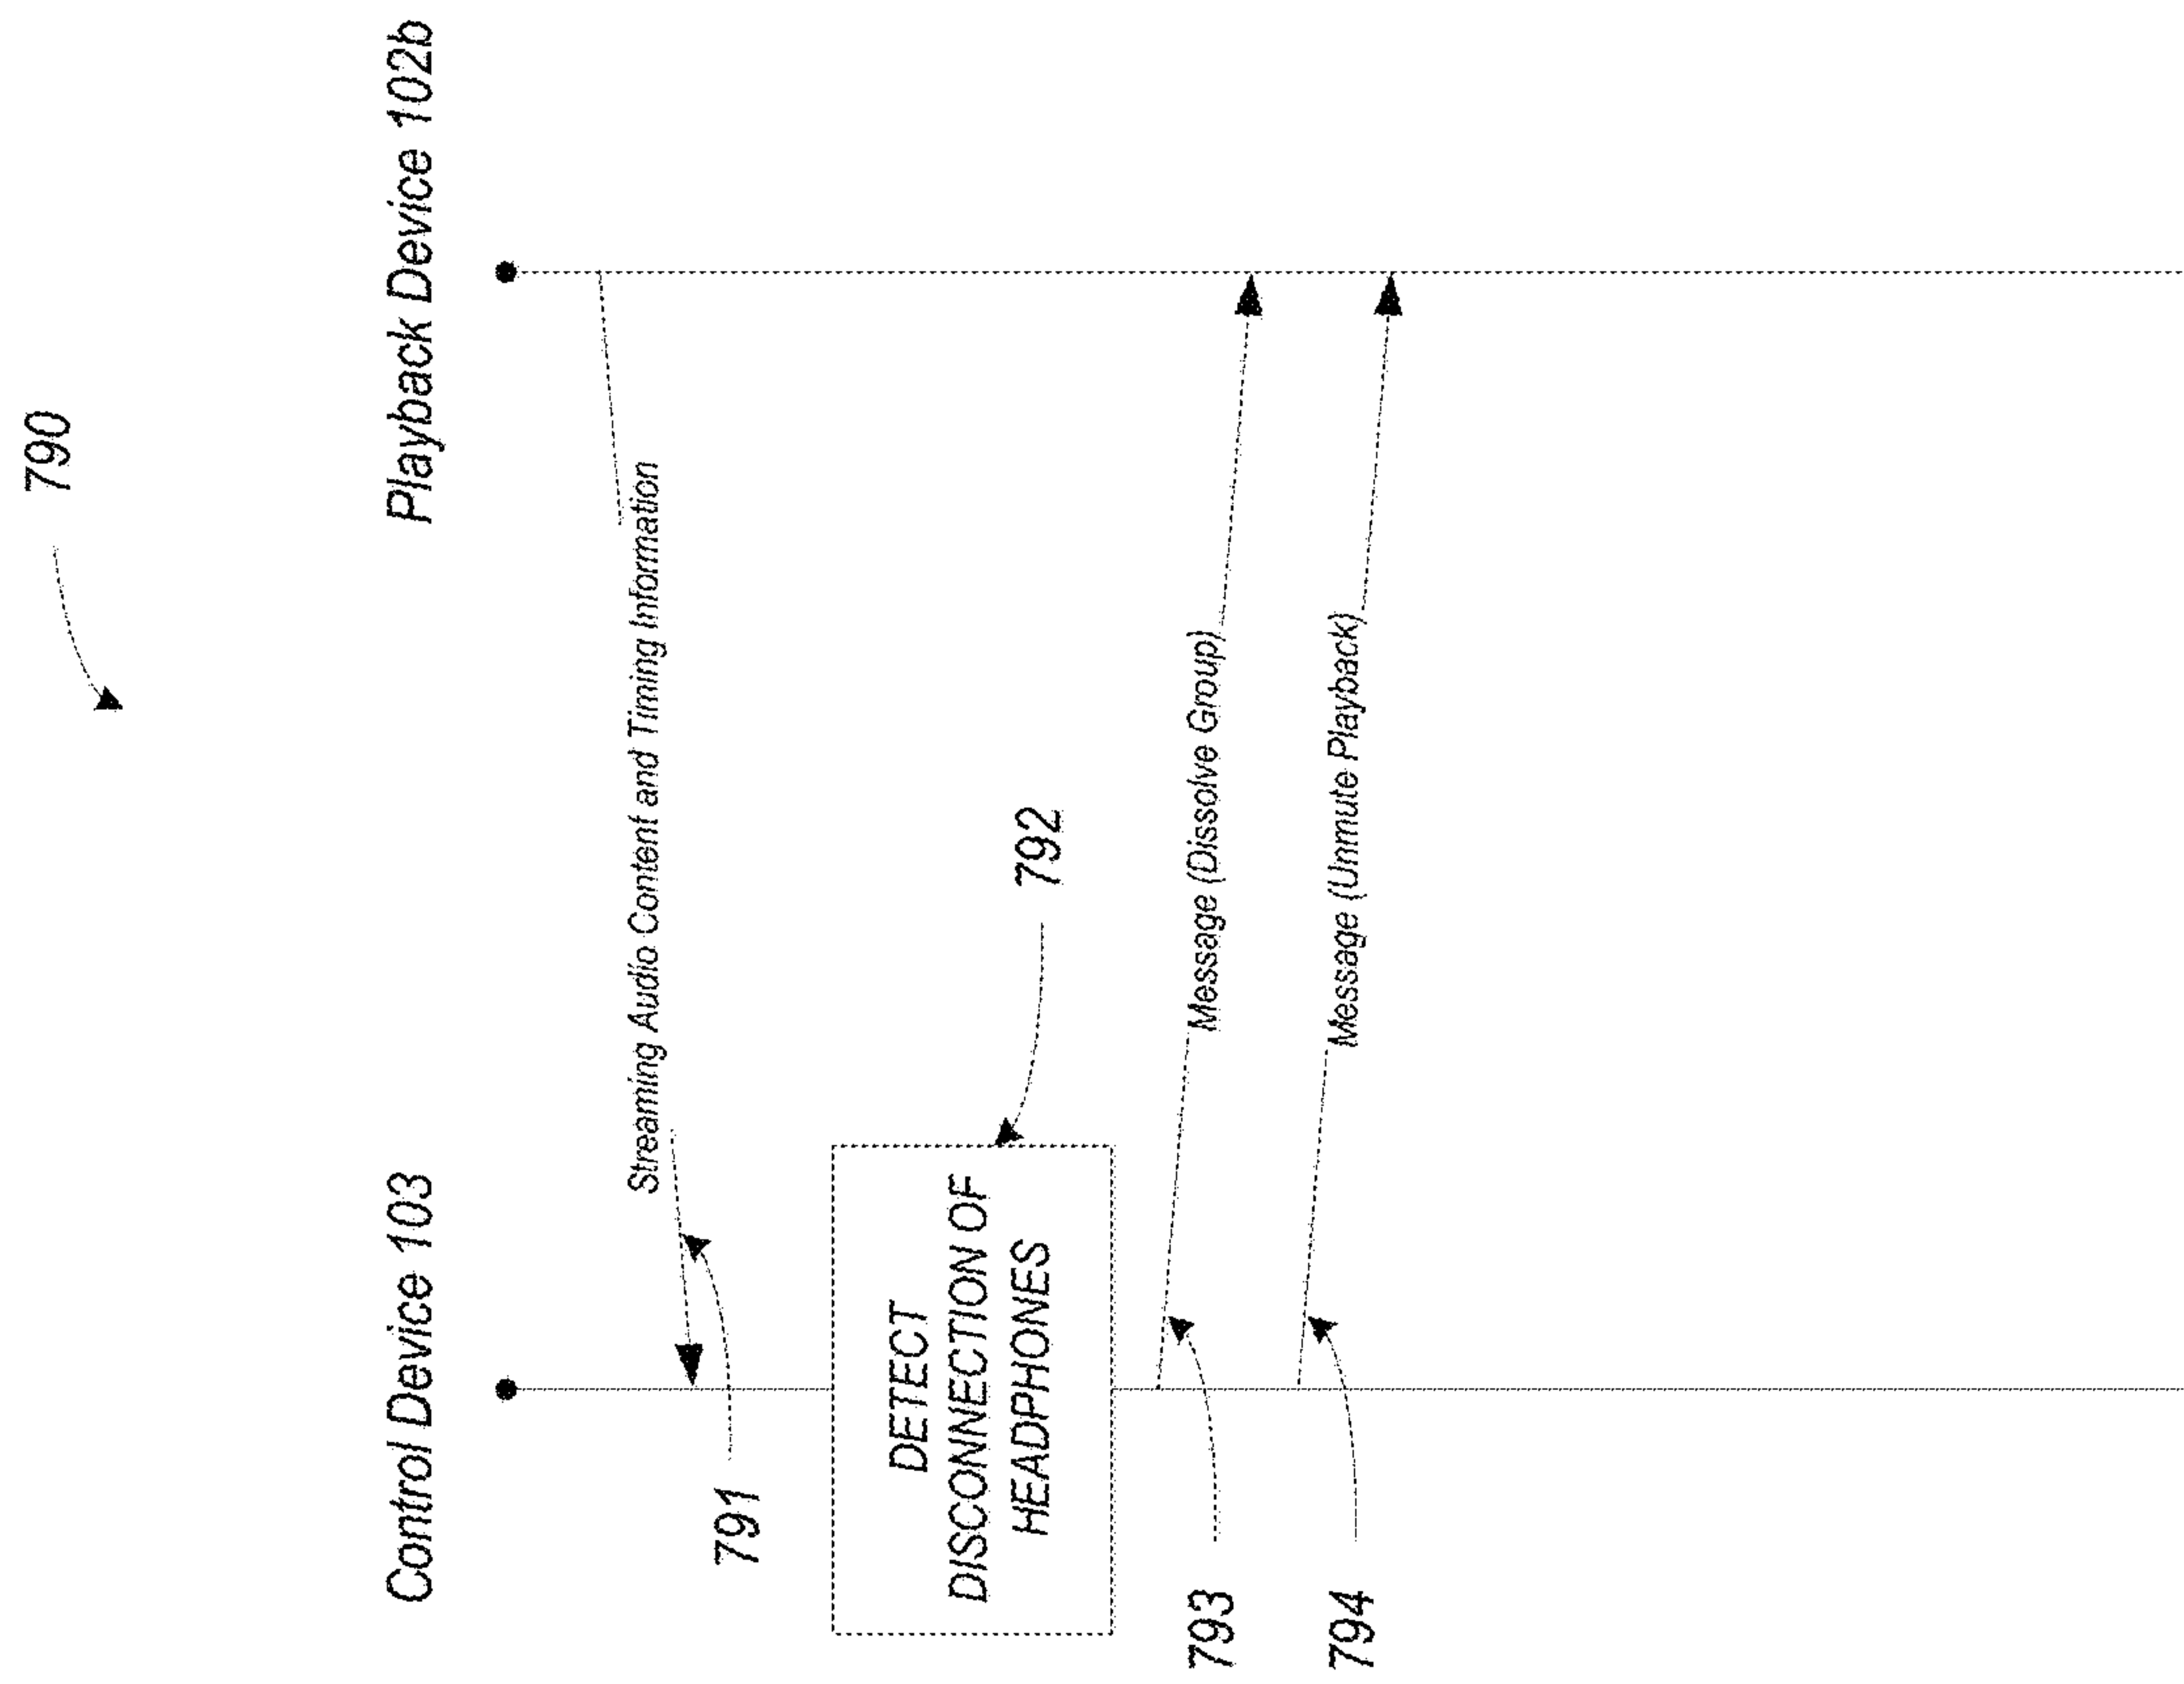 790
Control Device 103
Playback Device 102b
Streaming Audio Content and Timing Information
791
DETECT
DISCONNECTION OF
HEADPHONES
792
Message (Dissolve Group)
793
Message (Unmute Playback)
794